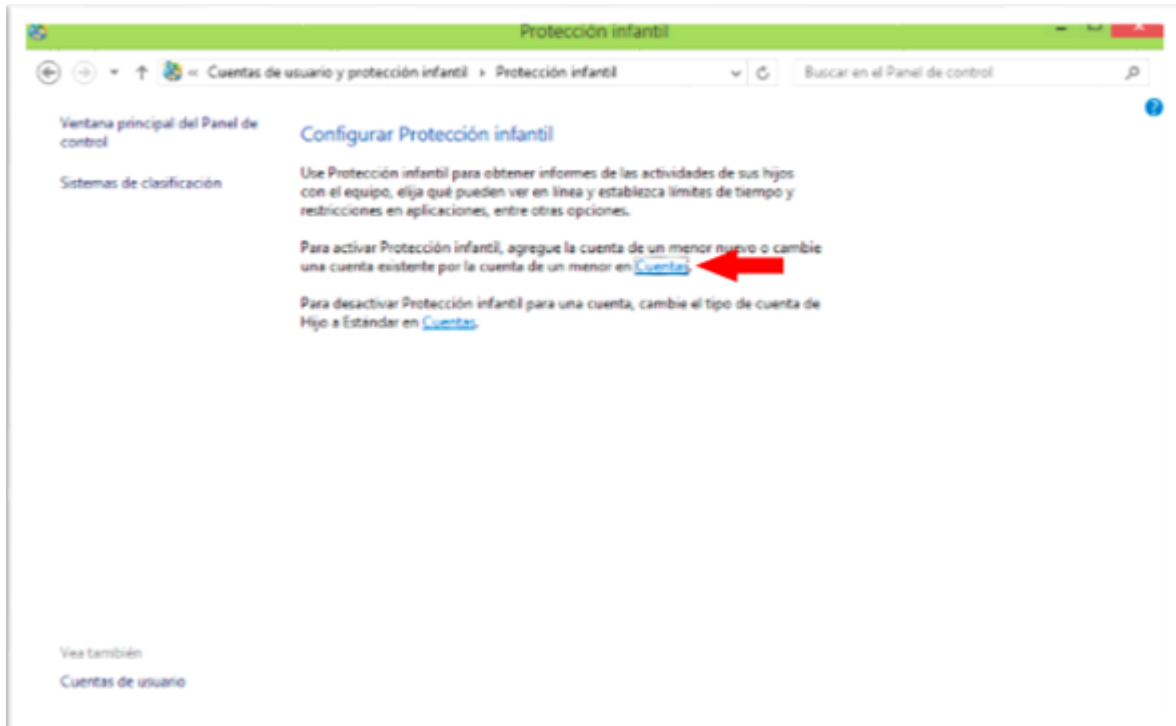 Protección infantil
« Cuentas de usuario y protección infantil › Protección infantil
Buscar en el Panel de control
Ventana principal del Panel de
control
Sistemas de clasificación
Configurar Protección infantil
Use Protección infantil para obtener informes de las actividades de sus hijos
con el equipo, elija qué pueden ver en línea y establezca límites de tiempo y
restricciones en aplicaciones, entre otras opciones.
Para activar Protección infantil, agregue la cuenta de un menor nuevo o cambie
una cuenta existente por la cuenta de un menor en Cuentas.
Para desactivar Protección infantil para una cuenta, cambie el tipo de cuenta de
Hijo a Estándar en Cuentas.
Vea también
Cuentas de usuario